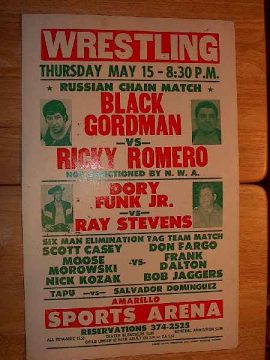 WRESTLING
THURSDAY MAY 15 - 8:30 P.M.
★ RUSSIAN CHAIN MATCH ★
BLACK
GORDMAN
-VS-
RICKY ROMERO
NOT SANCTIONED BY N. W. A.
DORY
FUNK JR.
-vs-
RAY STEVENS
SIX MAN ELIMINATION TAG TEAM MATCH
SCOTT CASEY DON FARGO
MOOSE MOROWSKI -VS- FRANK DALTON
NICK KOZAK BOB JAGGERS
TAPU -vs- SALVADOR DOMINGUEZ
AMARILLO
SPORTS ARENA
RESERVATIONS 374-2525